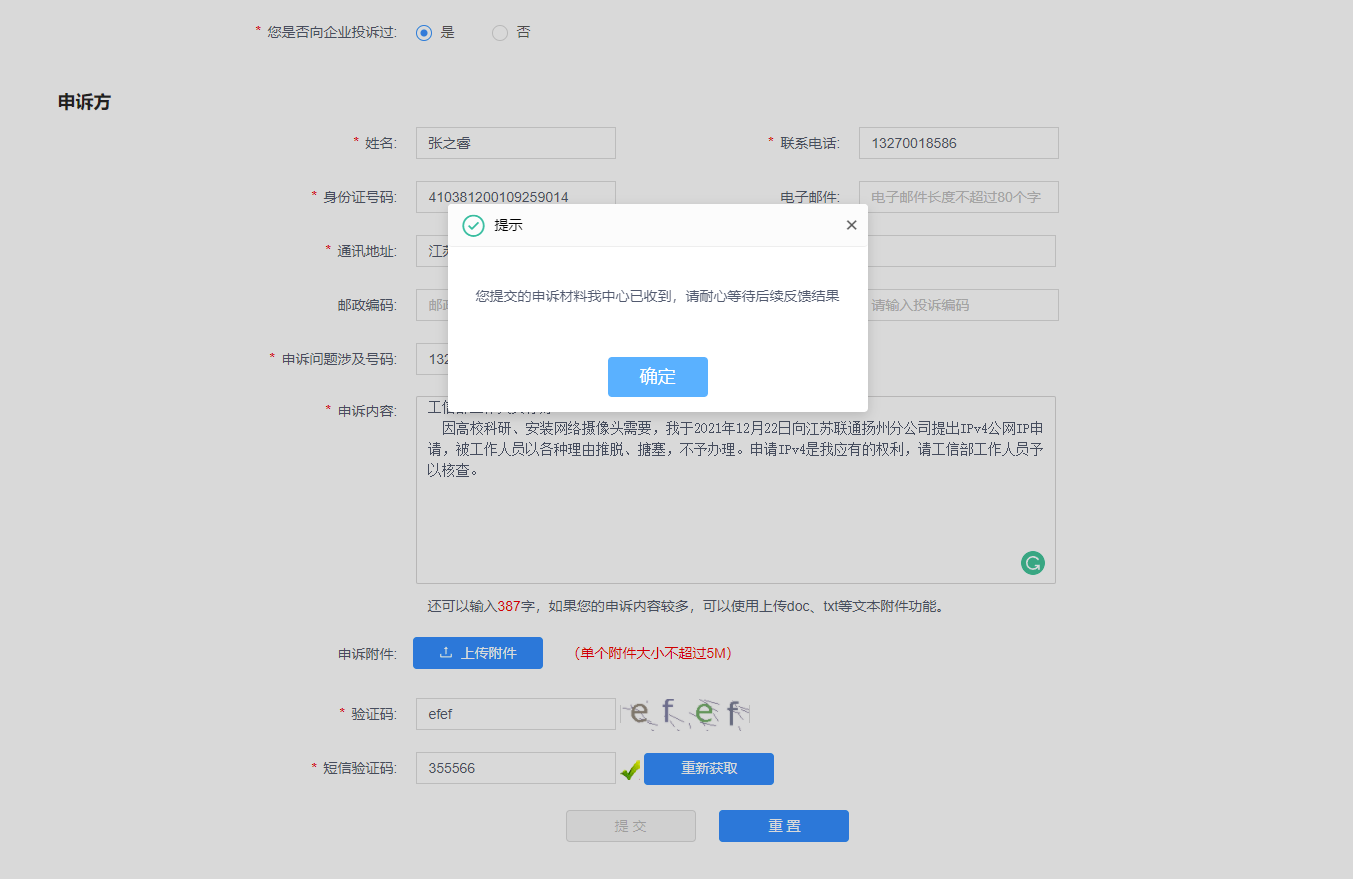 * 您是否向企业投诉过: 是 否
申诉方
* 姓名: 张之睿 * 联系电话: 13270018586
* 身份证号码: 410381200109259014 电子邮件: 电子邮件长度不超过80个字
提示
* 通讯地址: 江
您提交的申诉材料我中心已收到，请耐心等待后续反馈结果
邮政编码: 邮 请输入投诉编码
* 申诉问题涉及号码: 132
确定
* 申诉内容:
因高校科研、安装网络摄像头需要，我于2021年12月22日向江苏联通扬州分公司提出IPv4公网IP申
请，被工作人员以各种理由推脱、搪塞，不予办理。申请IPv4是我应有的权利，请工信部工作人员予
以核查。
还可以输入387字，如果您的申诉内容较多，可以使用上传doc、txt等文本附件功能。
申诉附件: 上传附件 （单个附件大小不超过5M）
* 验证码: efef e f e f
* 短信验证码: 355566 重新获取
提 交 重 置